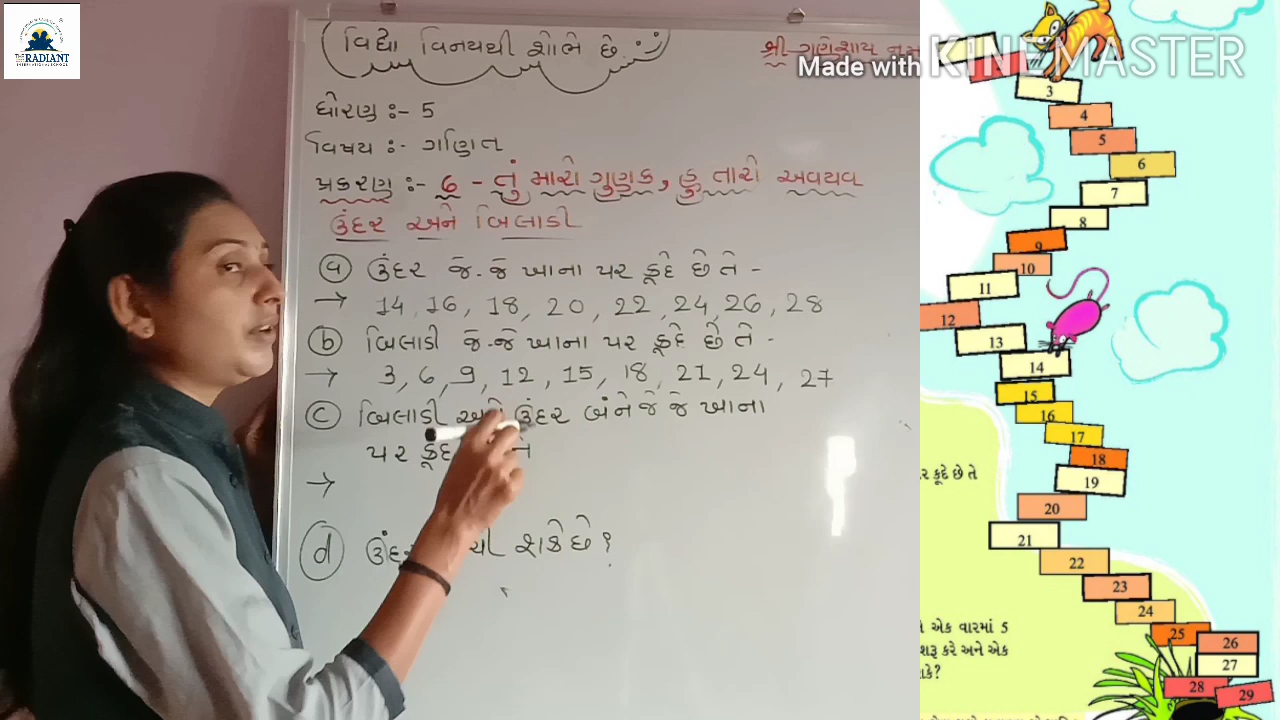 THE RADIANT
INTERNATIONAL SCHOOL
વિદ્યા વિનયથી શોભે છે.
શ્રી ગણેશાય નમ
Made with KINEMASTER
ધોરણ :- 5
વિષય :- ગણિત
પ્રકરણ :- 6 - તું મારો ગુણક, હું તારો અવયવ
ઉંદર અને બિલાડી
(a) ઉંદર જે-જે ખાના પર કૂદે છે તે -
→ 14, 16, 18, 20, 22, 24, 26, 28
(b) બિલાડી જે-જે ખાના પર કૂદે છે તે -
→ 3, 6, 9, 12, 15, 18, 21, 24, 27
(c) બિલાડી અને ઉંદર બંને જે જે ખાના
પર કૂદ
→
(d) શકે છે ?
3
4
5
6
7
8
9
10
11
12
13
14
15
16
17
18
19
20
21
22
23
24
25
26
27
28
29
ર કૂદે છે તે
એક વારમાં 5
શરૂ કરે અને એક